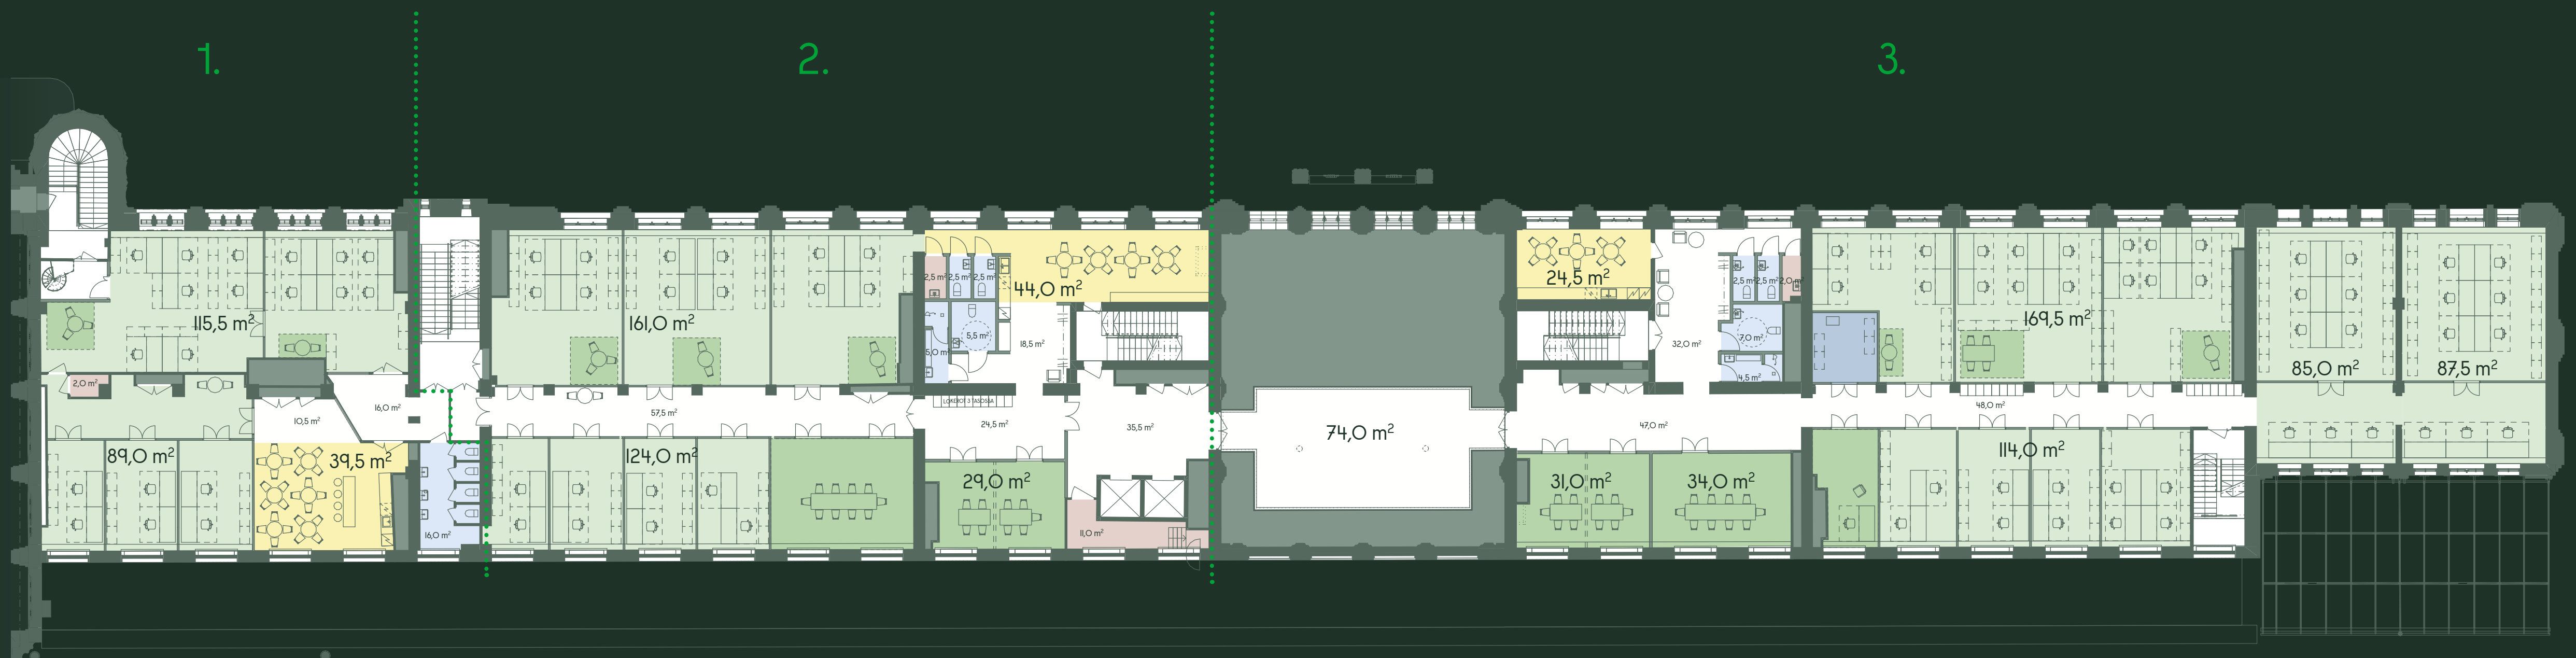 1.
2.
3.
115,5 m²
2,0 m²
16,0 m²
10,5 m²
89,0 m²
39,5 m²
16,0 m²
161,0 m²
57,5 m²
124,0 m²
2,5 m²
2,5 m²
2,5 m²
44,0 m²
5,0 m²
5,5 m²
18,5 m²
LOKEROT 3 TASOSSA
24,5 m²
35,5 m²
29,0 m²
11,0 m²
74,0 m²
24,5 m²
2,5 m²
2,5 m²
2,0 m²
32,0 m²
7,0 m²
4,5 m²
47,0 m²
31,0 m²
34,0 m²
169,5 m²
48,0 m²
114,0 m²
85,0 m²
87,5 m²